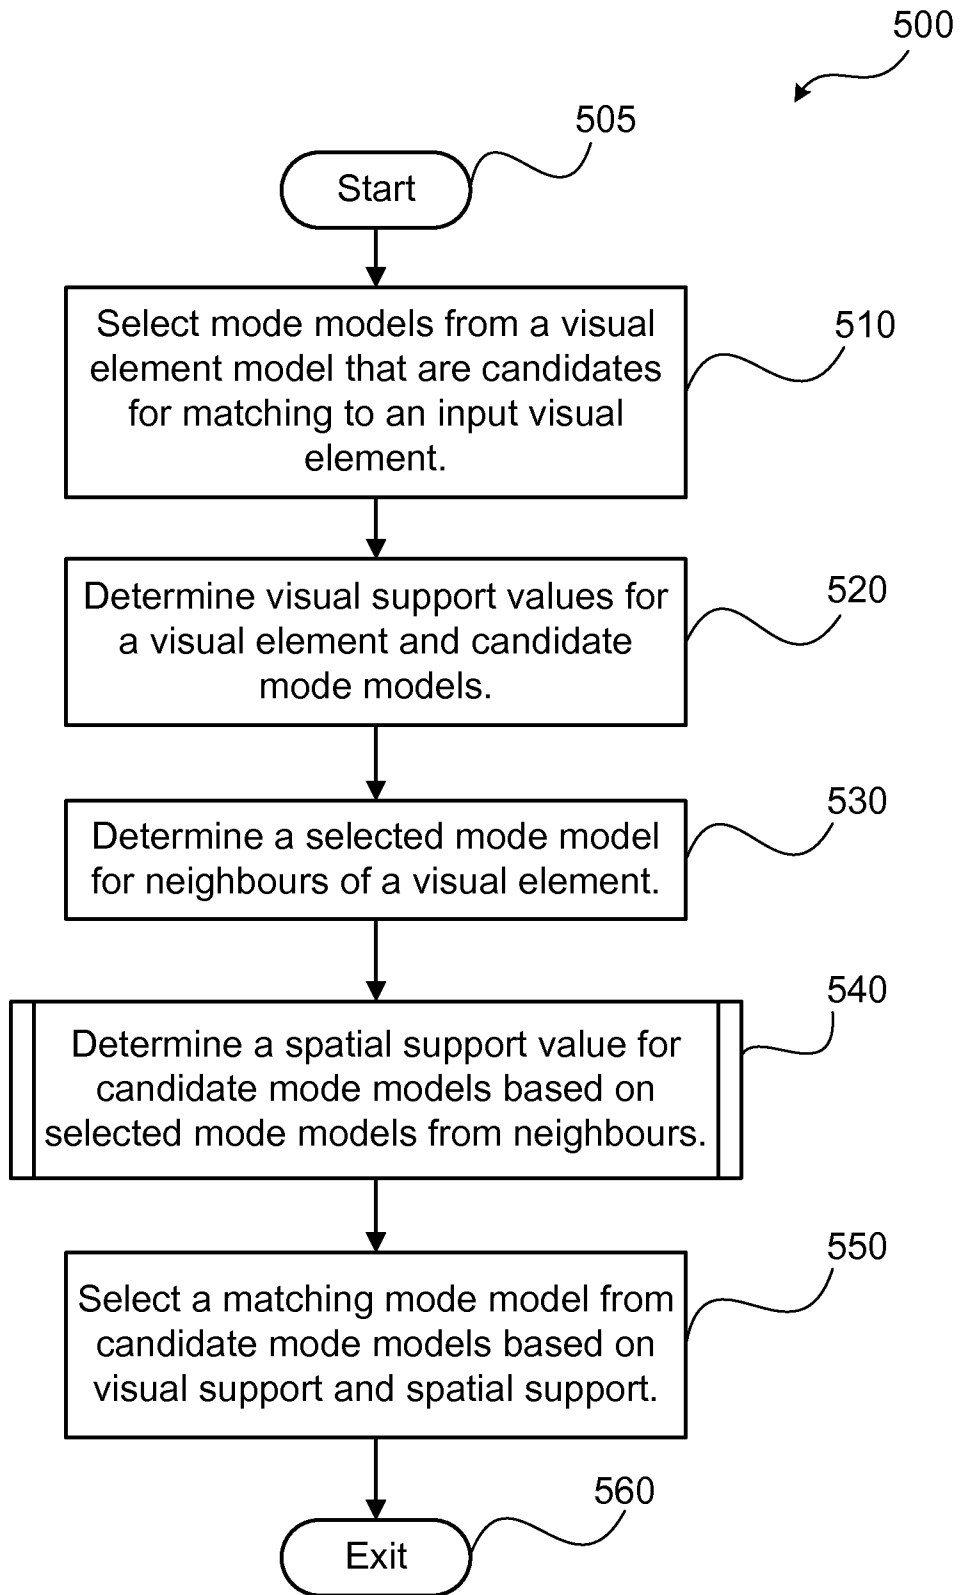 500
505
Start
Select mode models from a visual
element model that are candidates
for matching to an input visual
element.
510
Determine visual support values for
a visual element and candidate
mode models.
520
Determine a selected mode model
for neighbours of a visual element.
530
Determine a spatial support value for
candidate mode models based on
selected mode models from neighbours.
540
Select a matching mode model from
candidate mode models based on
visual support and spatial support.
550
Exit
560